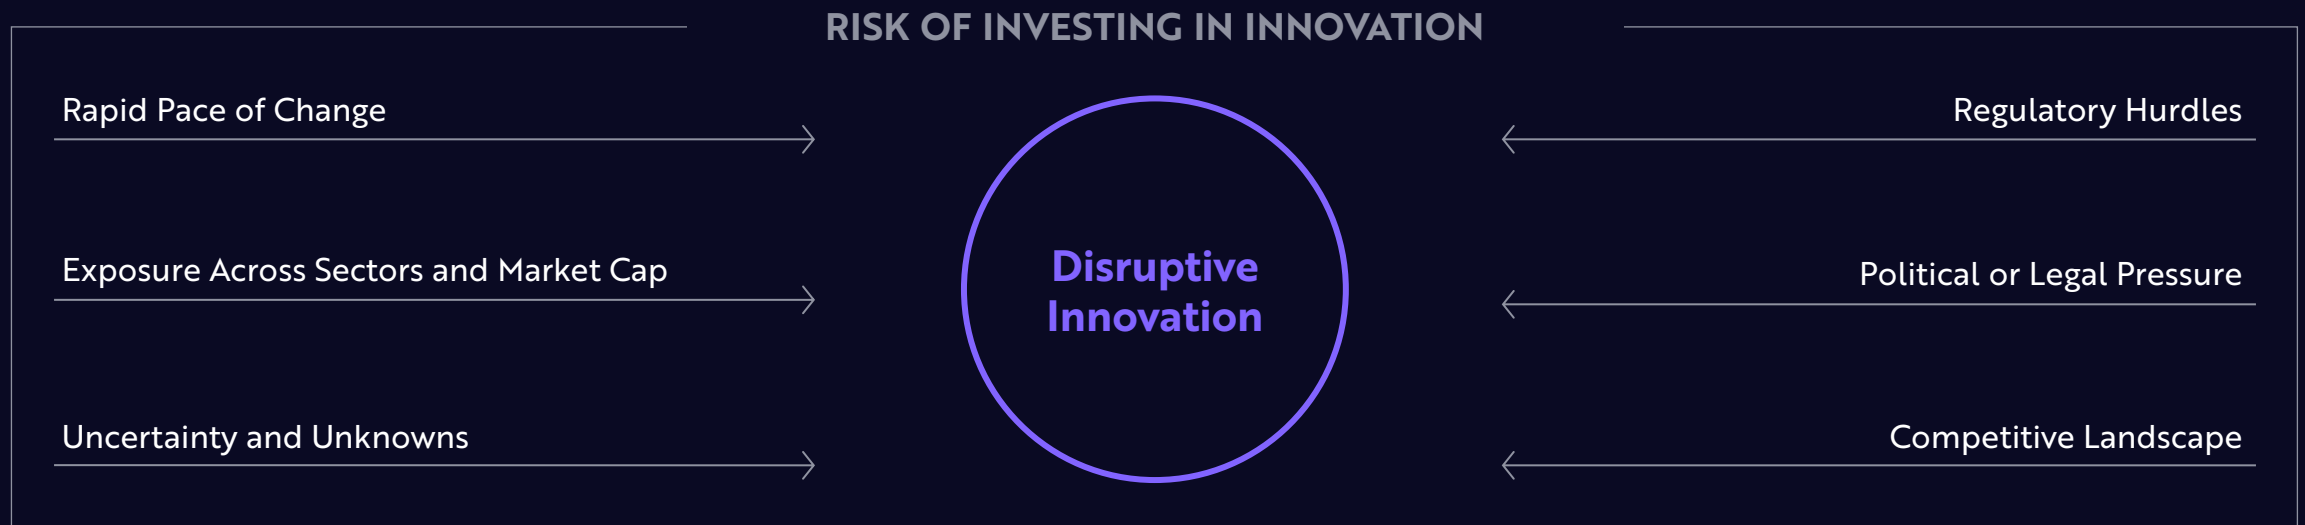 RISK OF INVESTING IN INNOVATION
Rapid Pace of Change
Exposure Across Sectors and Market Cap
Uncertainty and Unknowns
Disruptive
Innovation
Regulatory Hurdles
Political or Legal Pressure
Competitive Landscape